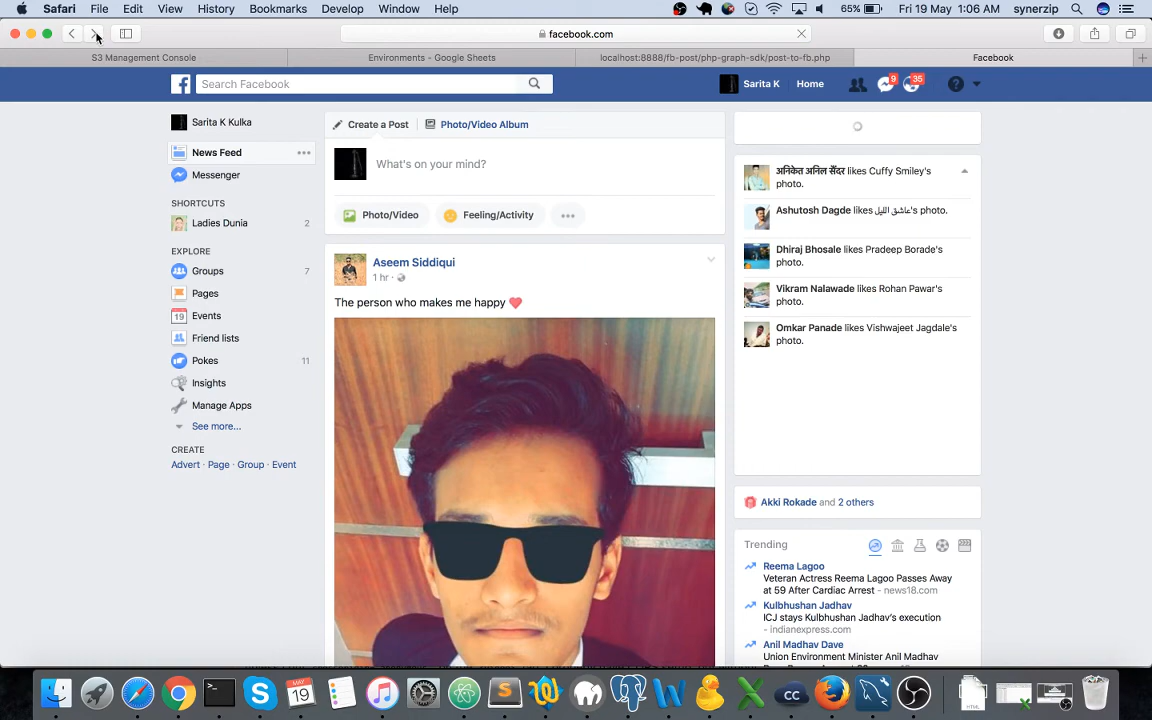 Safari File Edit View History Bookmarks Develop Window Help 65% Fri 19 May 1:06 AM synerzip
facebook.com
S3 Management Console Environments - Google Sheets localhost:8888/fb-post/php-graph-sdk/post-to-fb.php Facebook
Search Facebook Sarita K Home 9 35
Sarita K Kulka
News Feed
Messenger
SHORTCUTS
Ladies Dunia 2
EXPLORE
Groups 7
Pages
19 Events
Friend lists
Pokes 11
Insights
Manage Apps
See more...
CREATE
Advert · Page · Group · Event
Create a Post Photo/Video Album
What's on your mind?
Photo/Video Feeling/Activity
Aseem Siddiqui
1 hr ·
The person who makes me happy
अनिकेत अनिल सैंदर likes Cuffy Smiley's
photo.
Ashutosh Dagde likes عاشق الليل's photo.
Dhiraj Bhosale likes Pradeep Borade's
photo.
Vikram Nalawade likes Rohan Pawar's
photo.
Omkar Panade likes Vishwajeet Jagdale's
photo.
Akki Rokade and 2 others
Trending
Reema Lagoo
Veteran Actress Reema Lagoo Passes Away
at 59 After Cardiac Arrest - news18.com
Kulbhushan Jadhav
ICJ stays Kulbhushan Jadhav's execution
- indianexpress.com
Anil Madhav Dave
Union Environment Minister Anil Madhav
MAY
19
CC
HTML